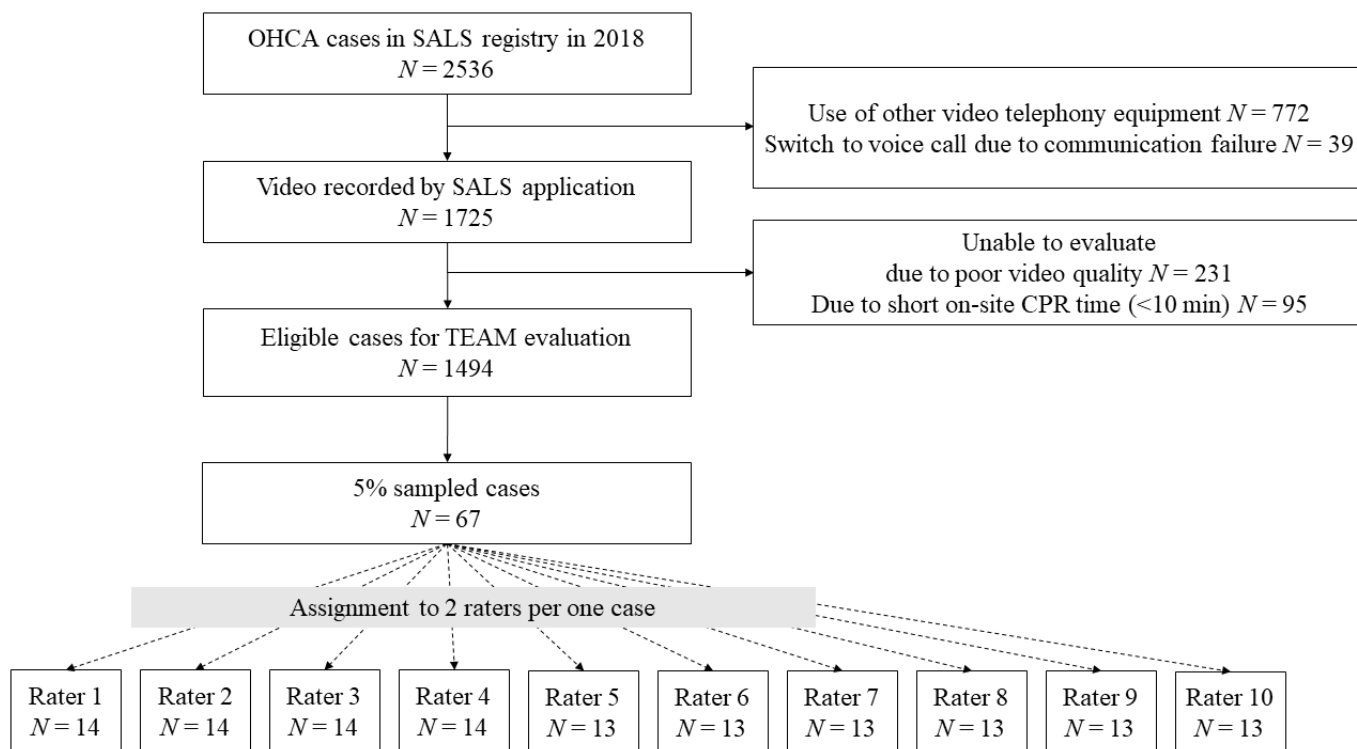 OHCA cases in SALS registry in 2018
N = 2536
Use of other video telephony equipment N = 772
Switch to voice call due to communication failure N = 39
Video recorded by SALS application
N = 1725
Unable to evaluate
due to poor video quality N = 231
Due to short on-site CPR time (<10 min) N = 95
Eligible cases for TEAM evaluation
N = 1494
5% sampled cases
N = 67
Assignment to 2 raters per one case
Rater 1
N = 14
Rater 2
N = 14
Rater 3
N = 14
Rater 4
N = 14
Rater 5
N = 13
Rater 6
N = 13
Rater 7
N = 13
Rater 8
N = 13
Rater 9
N = 13
Rater 10
N = 13